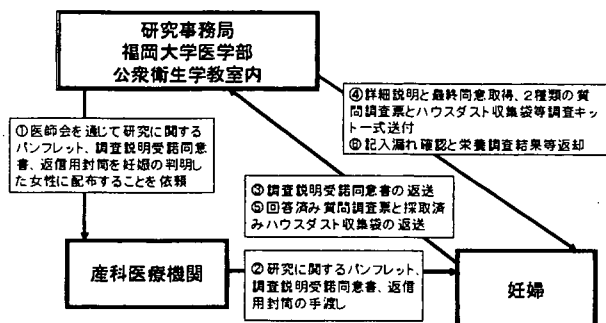 研究事務局
福岡大学医学部
公衆衛生学教室内
④詳細説明と最終同意取得、2種類の質
問調査票とハウスダスト収集袋等調査キッ
ト一式送付
⑥記入漏れ確認と栄養調査結果等返却
①医師会を通じて研究に関する
パンフレット、調査説明受諾同意
書、返信用封筒を妊娠の判明し
た女性に配布することを依頼
③調査説明受諾同意書の返送
⑤回答済み質問調査票と採取済
みハウスダスト収集袋の返送
産科医療機関
②研究に関するパンフレット、
調査説明受諾同意書、返信
用封筒の手渡し
妊婦